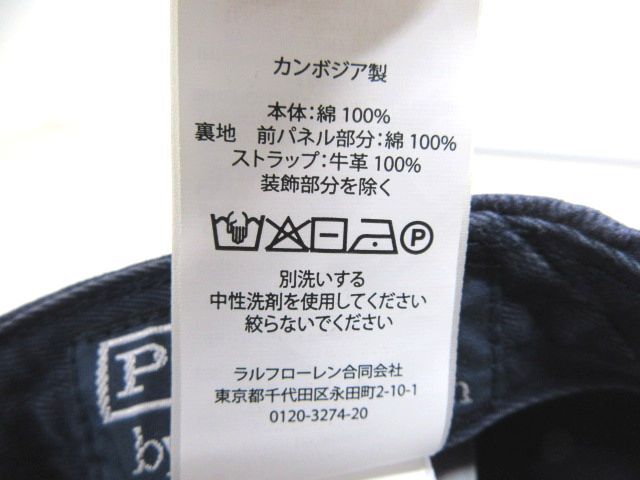 カンボジア製
本体：綿 100%
裏地　前パネル部分：綿 100%
ストラップ：牛革 100%
装飾部分を除く
P
別洗いする
中性洗剤を使用してください
絞らないでください
ラルフローレン合同会社
東京都千代田区永田町2-10-1
0120-3274-20
P
by
n